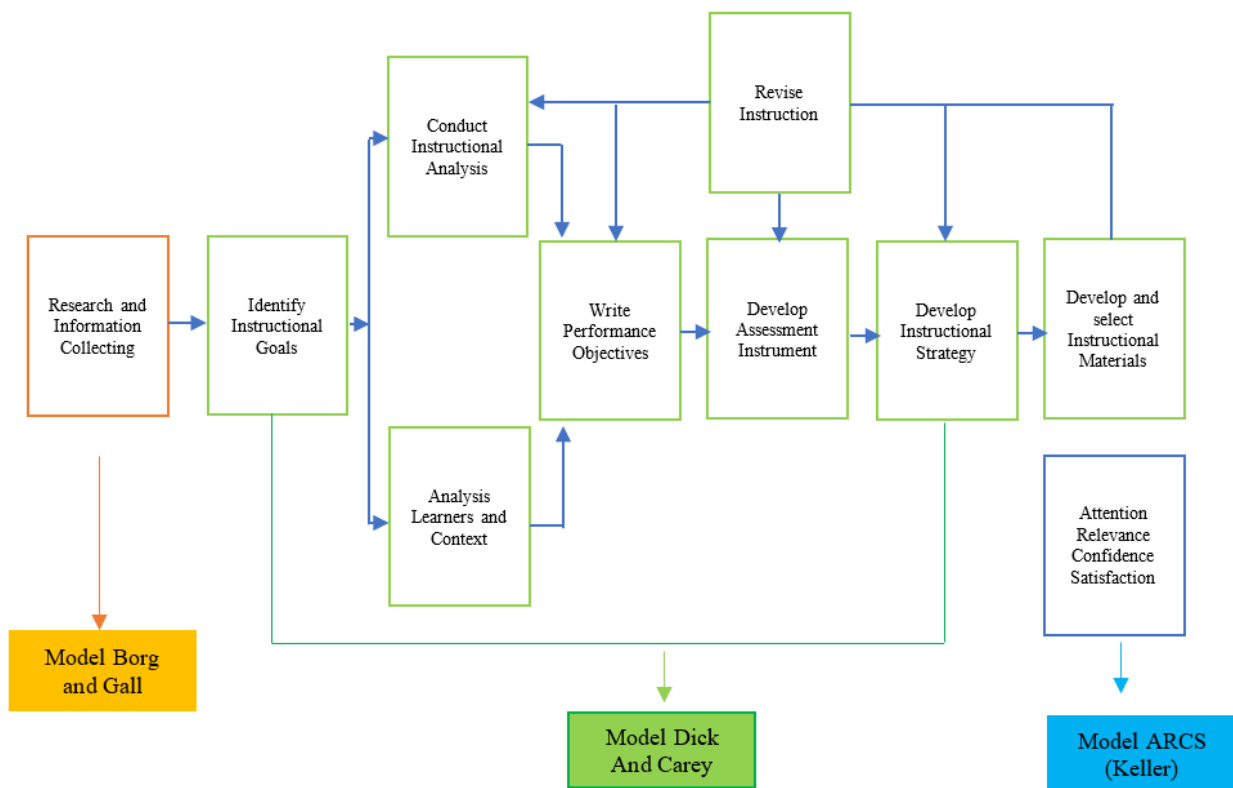 Revise
Instruction
Conduct
Instructional
Analysis
Research and
Information
Collecting
Identify
Instructional
Goals
Write
Performance
Objectives
Develop
Assessment
Instrument
Develop
Instructional
Strategy
Develop and
select
Instructional
Materials
Analysis
Learners and
Context
Attention
Relevance
Confidence
Satisfaction
Model Borg
and Gall
Model Dick
And Carey
Model ARCS
(Keller)